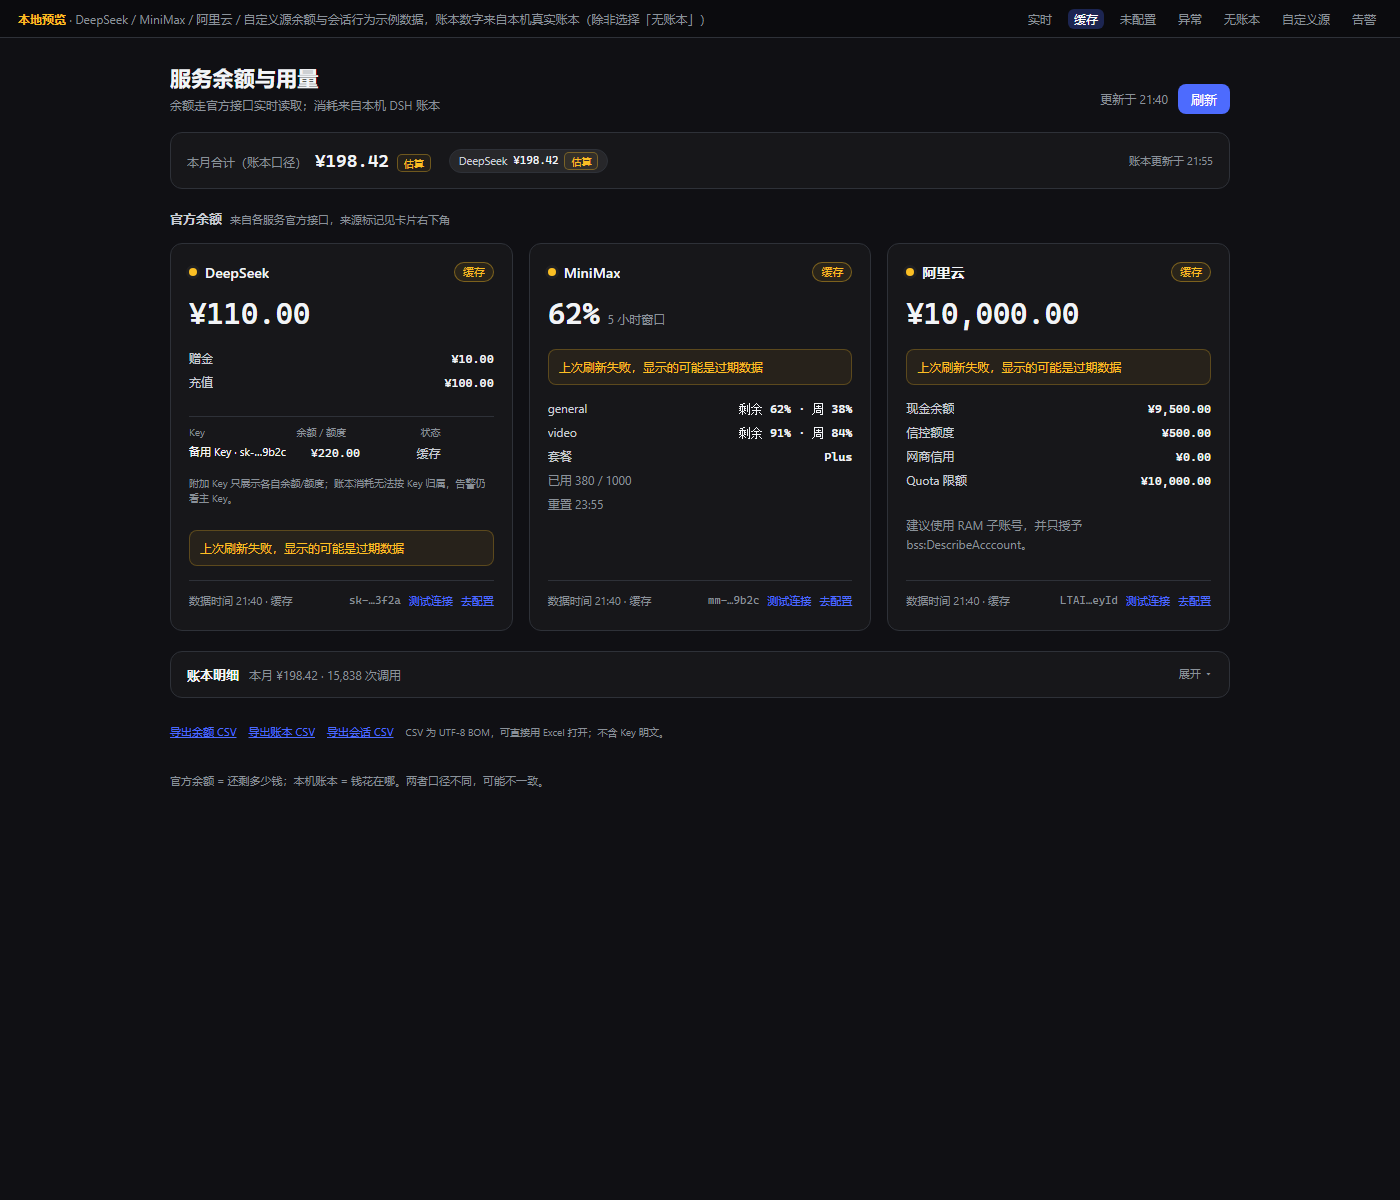 本地预览 · DeepSeek / MiniMax / 阿里云 / 自定义源余额与会话行为示例数据，账本数字来自本机真实账本（除非选择「无账本」） 实时 缓存 未配置 异常 无账本 自定义源 告警
服务余额与用量
余额走官方接口实时读取；消耗来自本机 DSH 账本
更新于 21:40 刷新
本月合计（账本口径） ¥198.42 估算 DeepSeek ¥198.42 估算 账本更新于 21:55
官方余额 来自各服务官方接口，来源标记见卡片右下角
DeepSeek 缓存
¥110.00
赠金 ¥10.00
充值 ¥100.00
Key 余额 / 额度 状态
备用 Key · sk-…9b2c ¥220.00 缓存
附加 Key 只展示各自余额/额度；账本消耗无法按 Key 归属，告警仍
看主 Key。
上次刷新失败，显示的可能是过期数据
数据时间 21:40 · 缓存 sk-…3f2a 测试连接 去配置
MiniMax 缓存
62% 5 小时窗口
上次刷新失败，显示的可能是过期数据
general 剩余 62% · 周 38%
video 剩余 91% · 周 84%
套餐 Plus
已用 380 / 1000
重置 23:55
数据时间 21:40 · 缓存 mm-…9b2c 测试连接 去配置
阿里云 缓存
¥10,000.00
上次刷新失败，显示的可能是过期数据
现金余额 ¥9,500.00
信控额度 ¥500.00
网商信用 ¥0.00
Quota 限额 ¥10,000.00
建议使用 RAM 子账号，并只授予
bss:DescribeAcccount。
数据时间 21:40 · 缓存 LTAI…eyId 测试连接 去配置
账本明细 本月 ¥198.42 · 15,838 次调用 展开
导出余额 CSV 导出账本 CSV 导出会话 CSV CSV 为 UTF-8 BOM，可直接用 Excel 打开；不含 Key 明文。
官方余额 = 还剩多少钱；本机账本 = 钱花在哪。两者口径不同，可能不一致。